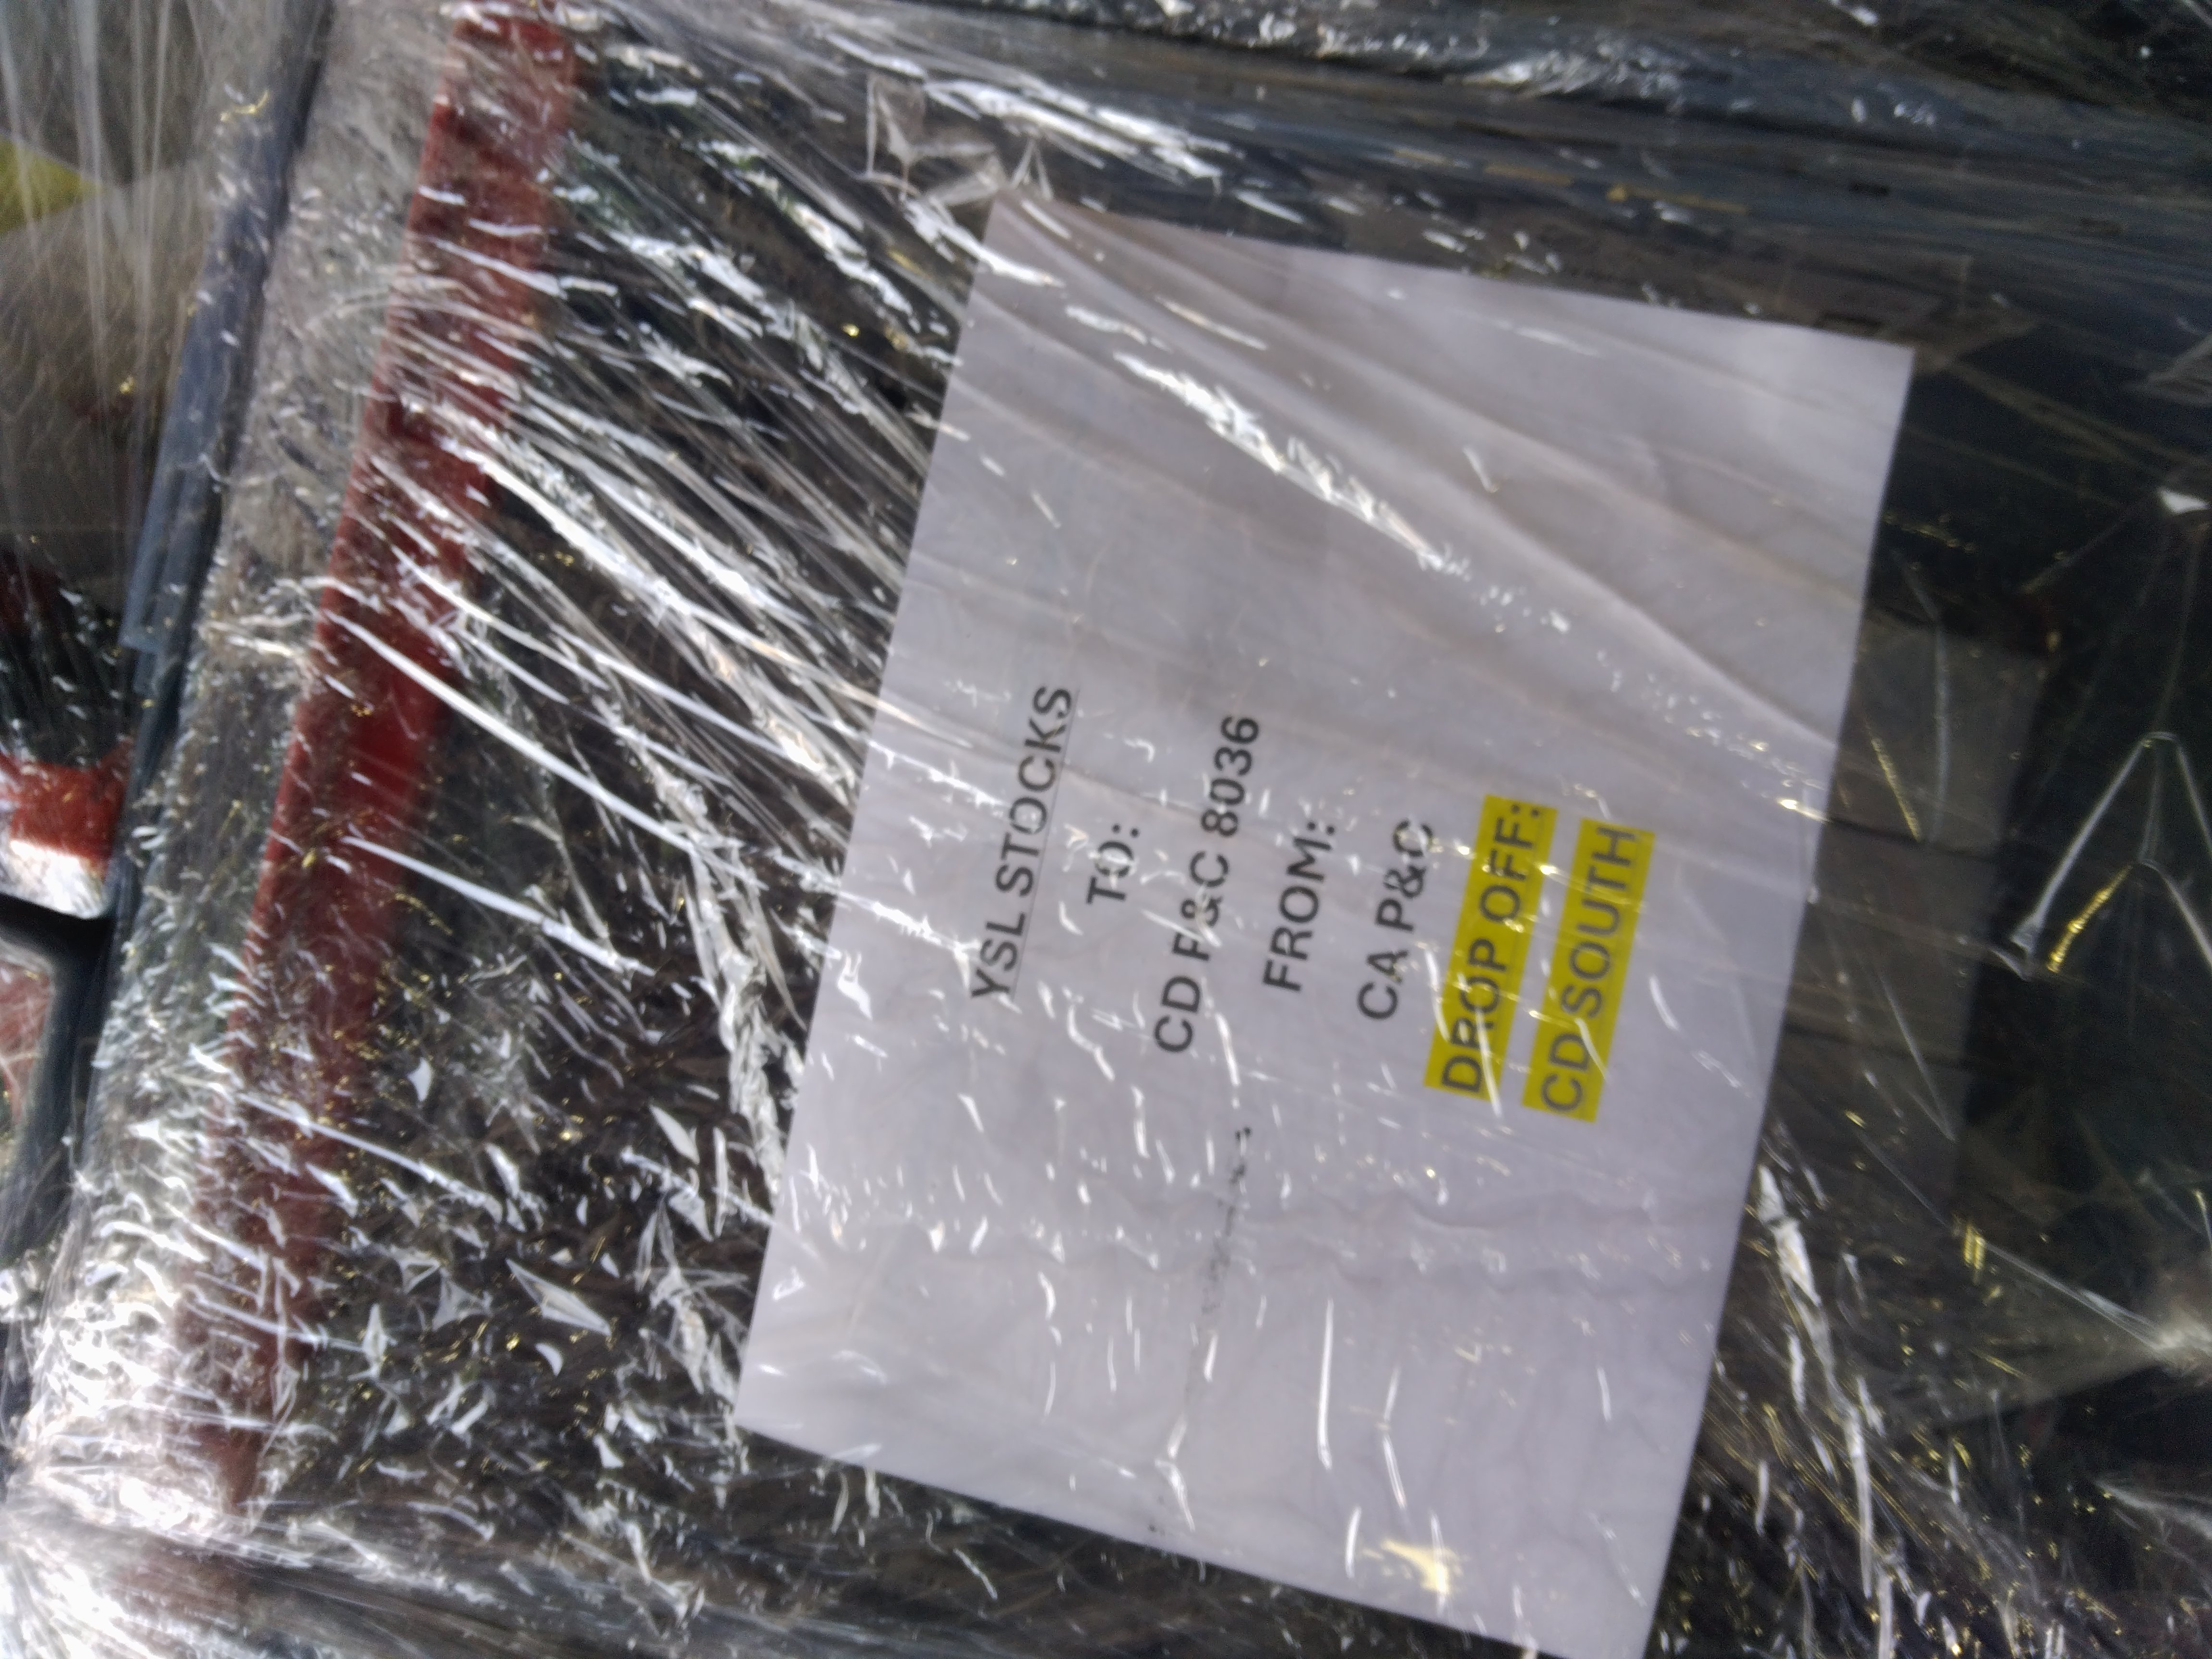 YSL STOCKS
TO:
CD P&C 8036
FROM:
CA P&C
DROP OFF:
CD SOUTH